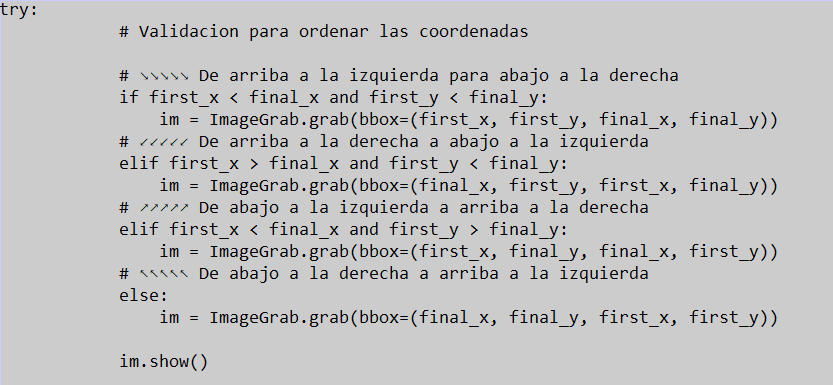 try:
# Validacion para ordenar las coordenadas
# ↘↘↘↘↘ De arriba a la izquierda para abajo a la derecha
if first_x < final_x and first_y < final_y:
im = ImageGrab.grab(bbox=(first_x, first_y, final_x, final_y))
# ↙↙↙↙↙ De arriba a la derecha a abajo a la izquierda
elif first_x > final_x and first_y < final_y:
im = ImageGrab.grab(bbox=(final_x, first_y, first_x, final_y))
# ↗↗↗↗↗ De abajo a la izquierda a arriba a la derecha
elif first_x < final_x and first_y > final_y:
im = ImageGrab.grab(bbox=(first_x, final_y, final_x, first_y))
# ↖↖↖↖↖ De abajo a la derecha a arriba a la izquierda
else:
im = ImageGrab.grab(bbox=(final_x, final_y, first_x, first_y))
im.show()